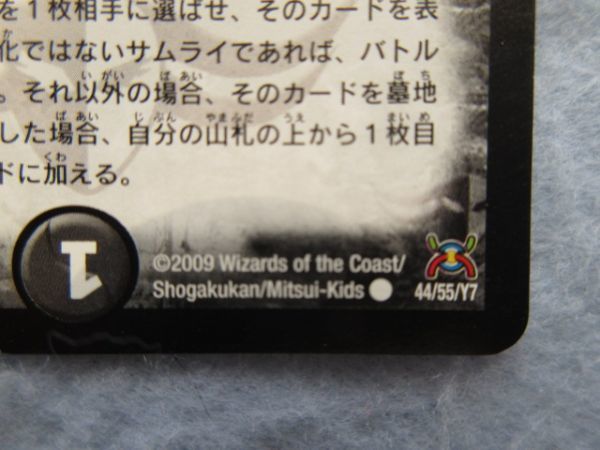 を1枚相手に選ばせ、そのカードを表
化ではないサムライであれば、バトル
。それ以外の場合、そのカードを墓地
した場合、自分の山札の上から1枚目
ドに加える。
1
©2009 Wizards of the Coast/
Shogakukan/Mitsui-Kids
44/55/Y7